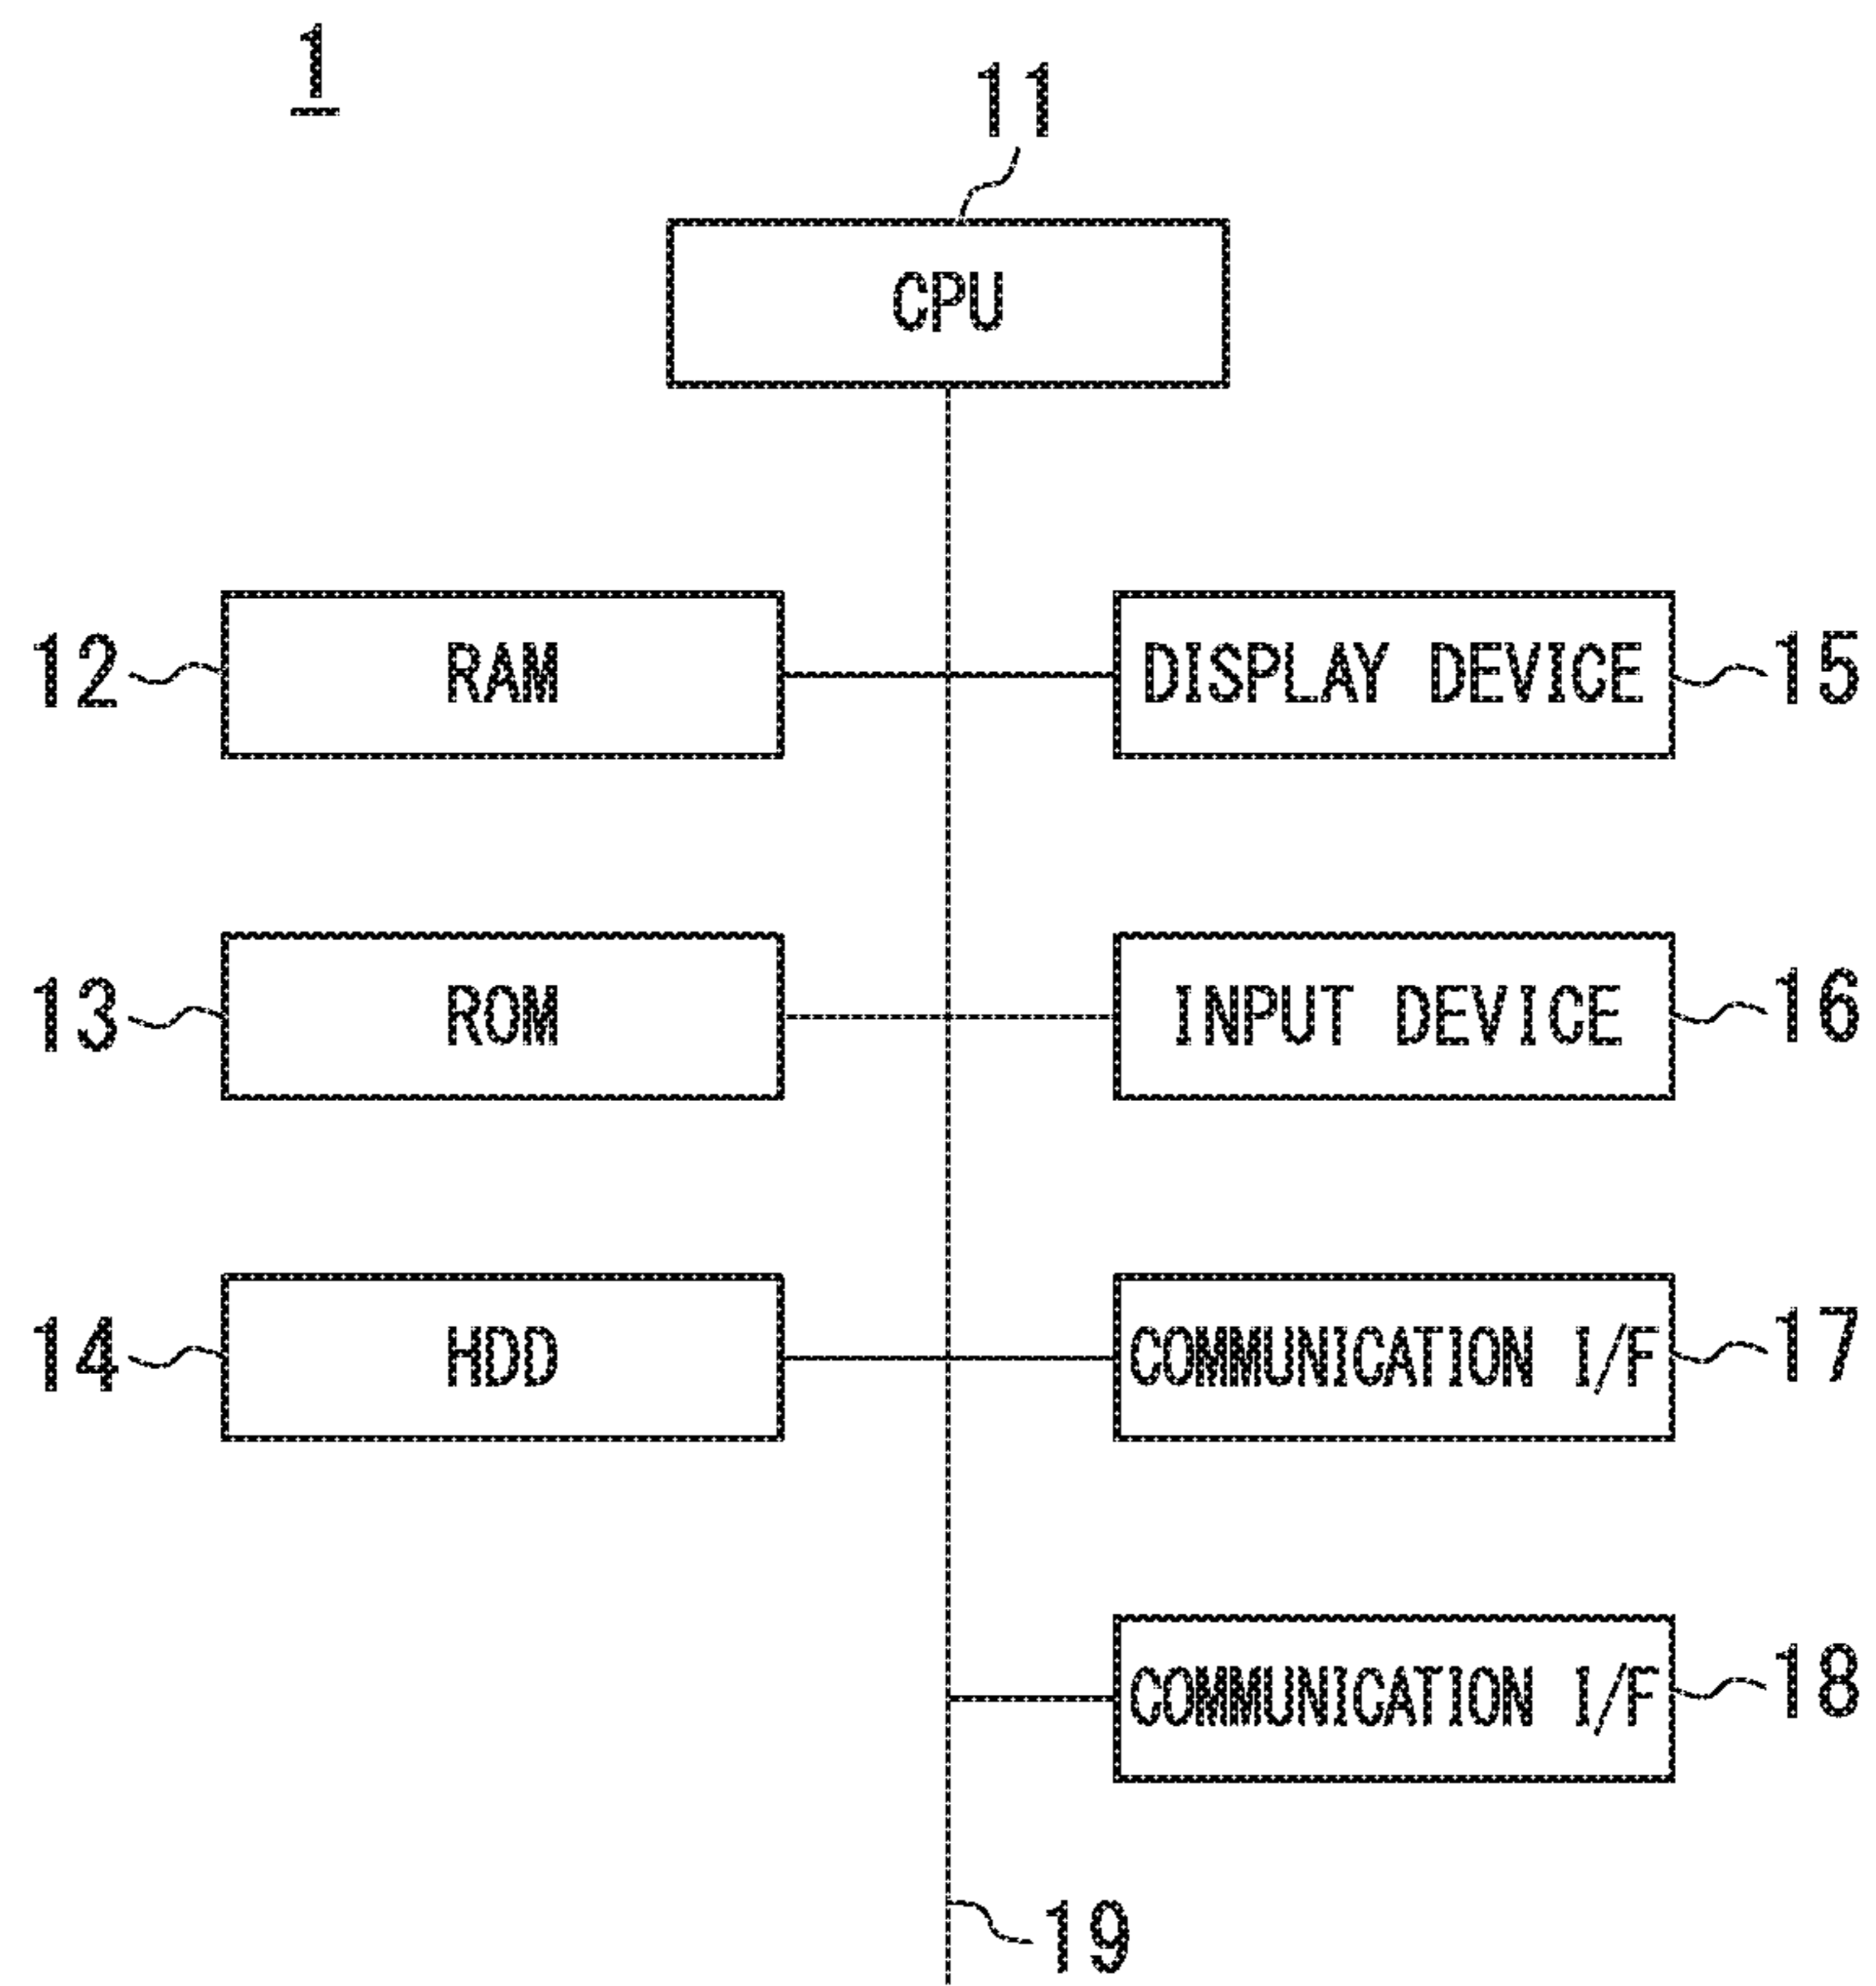 1
11
CPU
12 RAM DISPLAY DEVICE 15
13 ROM INPUT DEVICE 16
14 HDD COMMUNICATION I/F 17
COMMUNICATION I/F 18
19